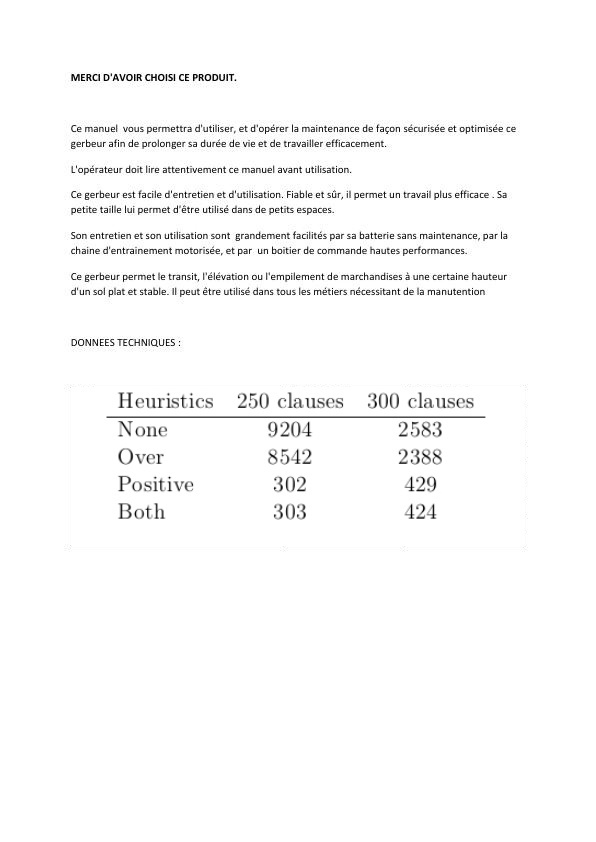 MERCI D'AVOIR CHOISI CE PRODUIT.
Ce manuel  vous permettra d'utiliser, et d'opérer la maintenance de façon sécurisée et optimisée ce
gerbeur afin de prolonger sa durée de vie et de travailler efficacement.
L'opérateur doit lire attentivement ce manuel avant utilisation.
Ce gerbeur est facile d'entretien et d'utilisation. Fiable et sûr, il permet un travail plus efficace . Sa
petite taille lui permet d'être utilisé dans de petits espaces.
Son entretien et son utilisation sont  grandement facilités par sa batterie sans maintenance, par la
chaine d'entrainement motorisée, et par  un boitier de commande hautes performances.
Ce gerbeur permet le transit, l'élévation ou l'empilement de marchandises à une certaine hauteur
d'un sol plat et stable. Il peut être utilisé dans tous les métiers nécessitant de la manutention
DONNEES TECHNIQUES :
Heuristics 250 clauses 300 clauses
None 9204 2583
Over 8542 2388
Positive 302 429
Both 303 424